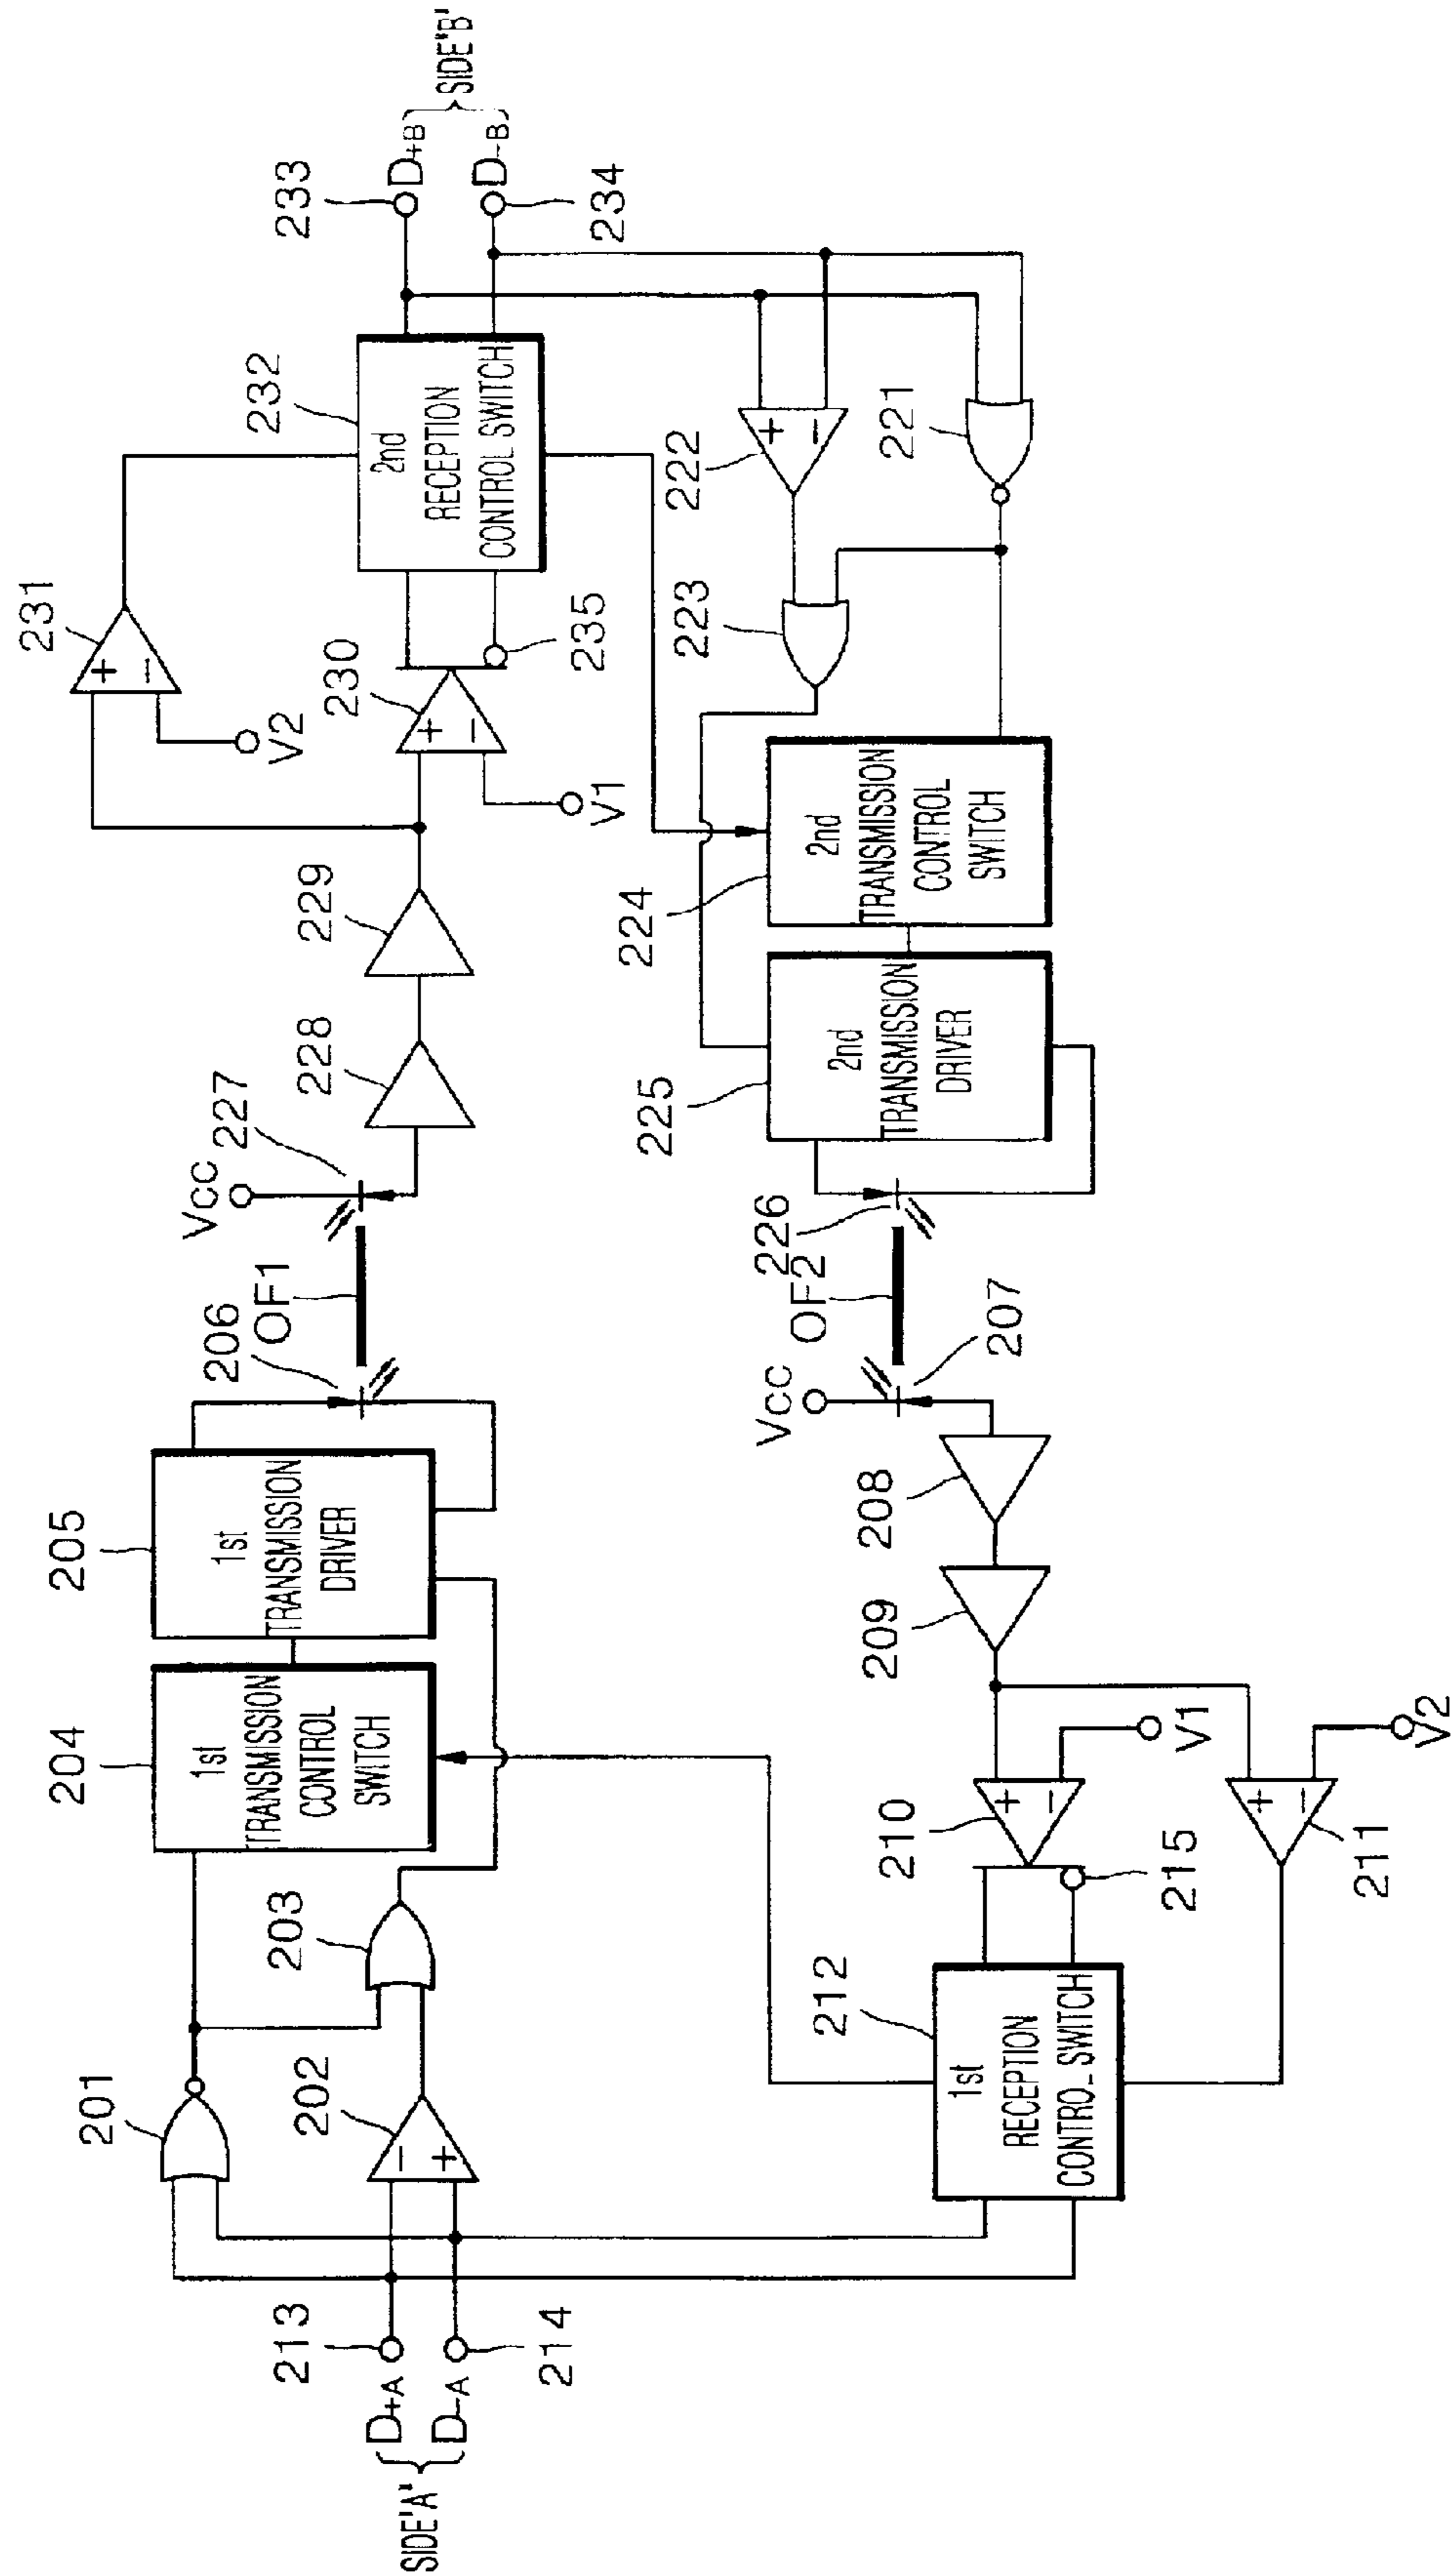 SIDE'A'
D+A
D-A
213
214
201
202
203
204
1st
TRANSMISSION
CONTROL
SWITCH
205
1st
TRANSMISSION
DRIVER
206
OF1
Vcc
227
228
229
V2
231
+
-
230
+
-
V1
235
232
2nd
RECEPTION
CONTROL SWITCH
233
D+B
D-B
234
SIDE'B'
-
+
212
1st
RECEPTION
CONTRO_ SWITCH
215
210
+
-
V1
211
+
-
V2
209
208
Vcc
207
OF2
226
225
2nd
TRANSMISSION
DRIVER
224
2nd
TRANSMISSION
CONTROL
SWITCH
223
222
+
-
221